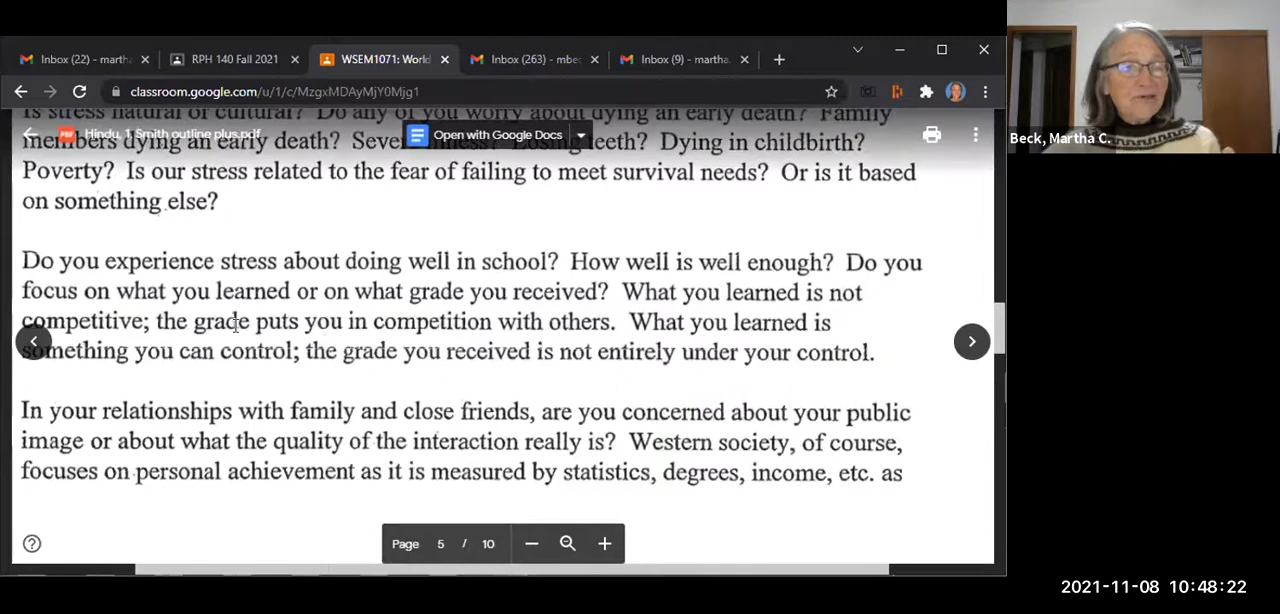 Inbox (22) - martha
RPH 140 Fall 2021
WSEM1071: World
Inbox (263) - mbec
Inbox (9) - martha.
classroom.google.com/u/1/c/MzgxMDAyMjY0Mjg1
Is stress natural or cultural? Do any of you worry about dying an early death? Family
Hindu, 1, Smith outline plus.pdf
Open with Google Docs
members dying an early death? teeth? Dying in childbirth?
Poverty? Is our stress related to the fear of failing to meet survival needs? Or is it based
on something else?
Do you experience stress about doing well in school? How well is well enough? Do you
focus on what you learned or on what grade you received? What you learned is not
competitive; the grade puts you in competition with others. What you learned is
something you can control; the grade you received is not entirely under your control.
In your relationships with family and close friends, are you concerned about your public
image or about what the quality of the interaction really is? Western society, of course,
focuses on personal achievement as it is measured by statistics, degrees, income, etc. as
Page 5 / 10
Beck, Martha C.
2021-11-08 10:48:22